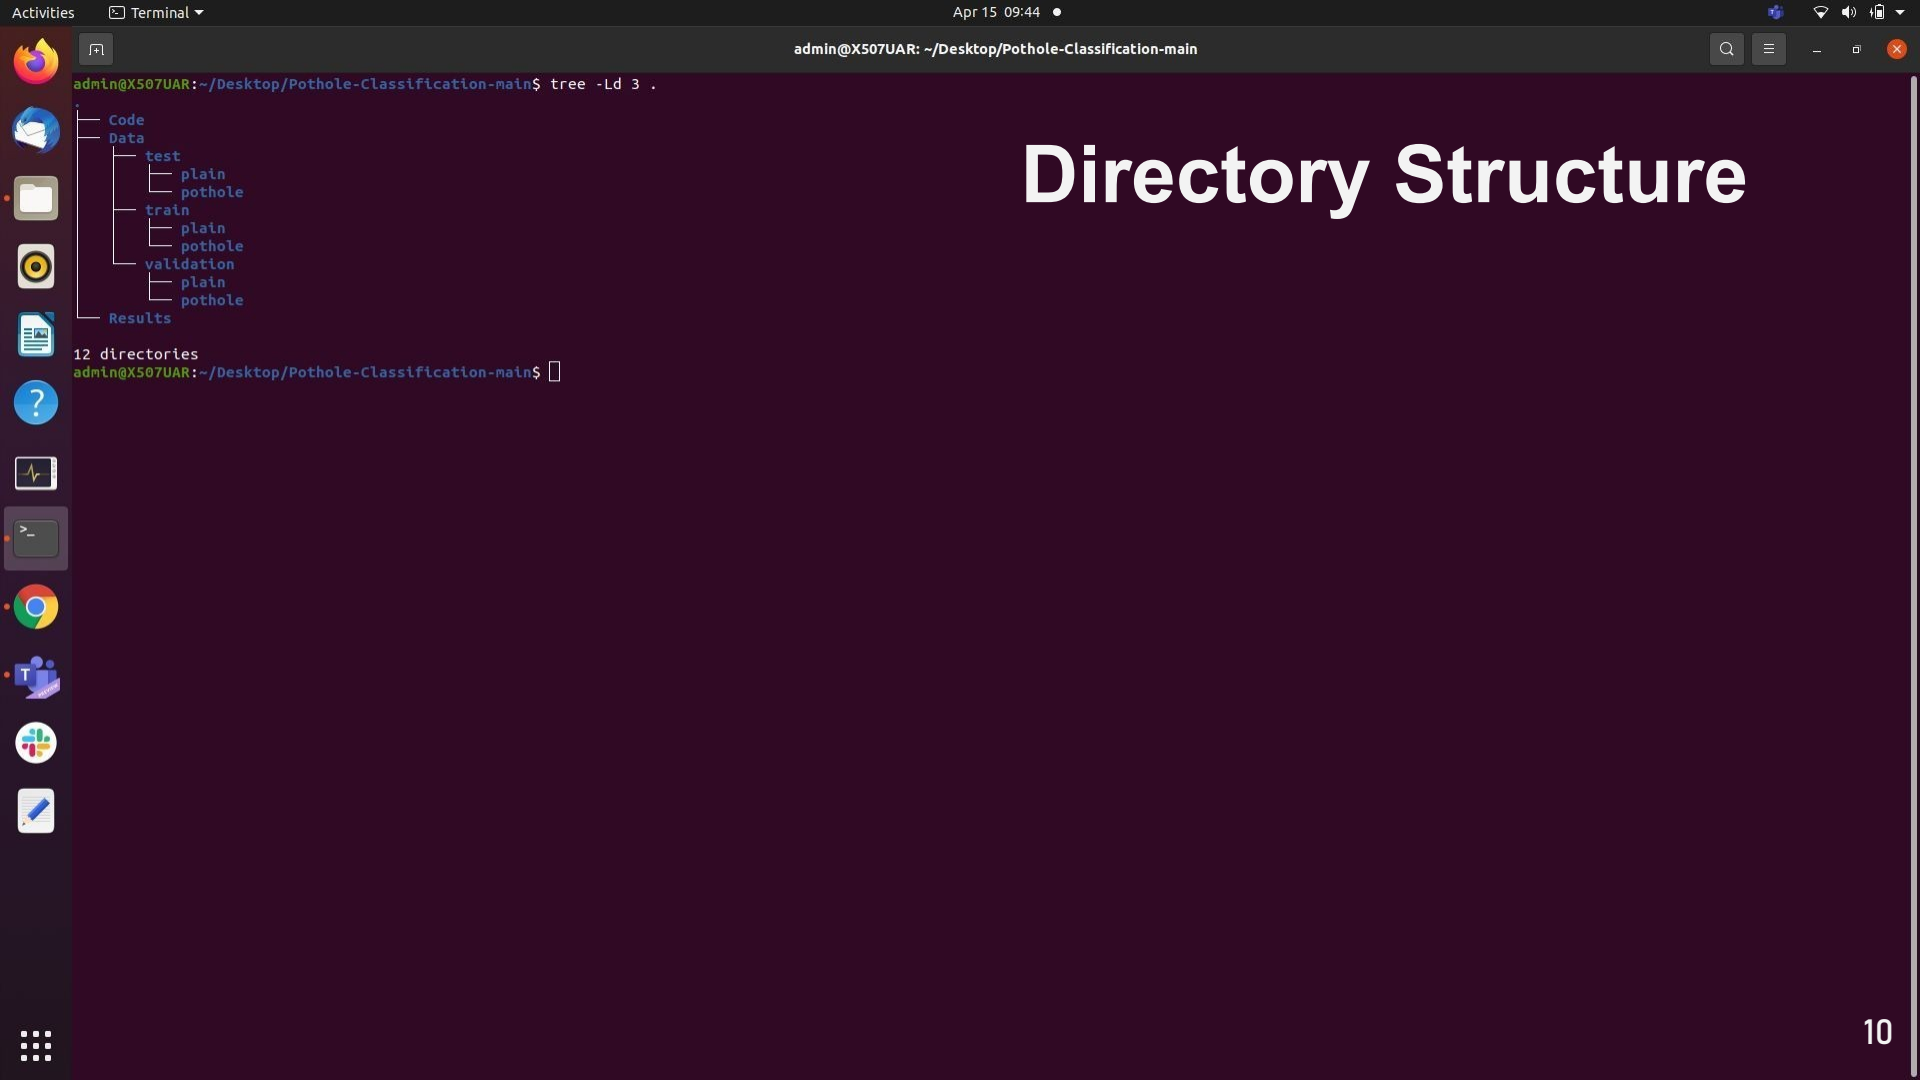 Activities Terminal Apr 15 09:44
admin@X507UAR: ~/Desktop/Pothole-Classification-main
admin@X507UAR:~/Desktop/Pothole-Classification-main$ tree -Ld 3 .
.
├── Code
├── Data
│   ├── test
│   │   ├── plain
│   │   └── pothole
│   ├── train
│   │   ├── plain
│   │   └── pothole
│   └── validation
│       ├── plain
│       └── pothole
└── Results
12 directories
admin@X507UAR:~/Desktop/Pothole-Classification-main$
Directory Structure
10